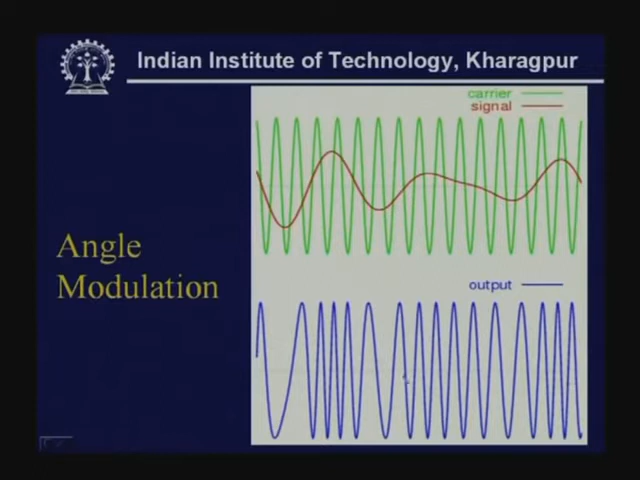 Indian Institute of Technology, Kharagpur
carrier
signal
Angle
Modulation
output